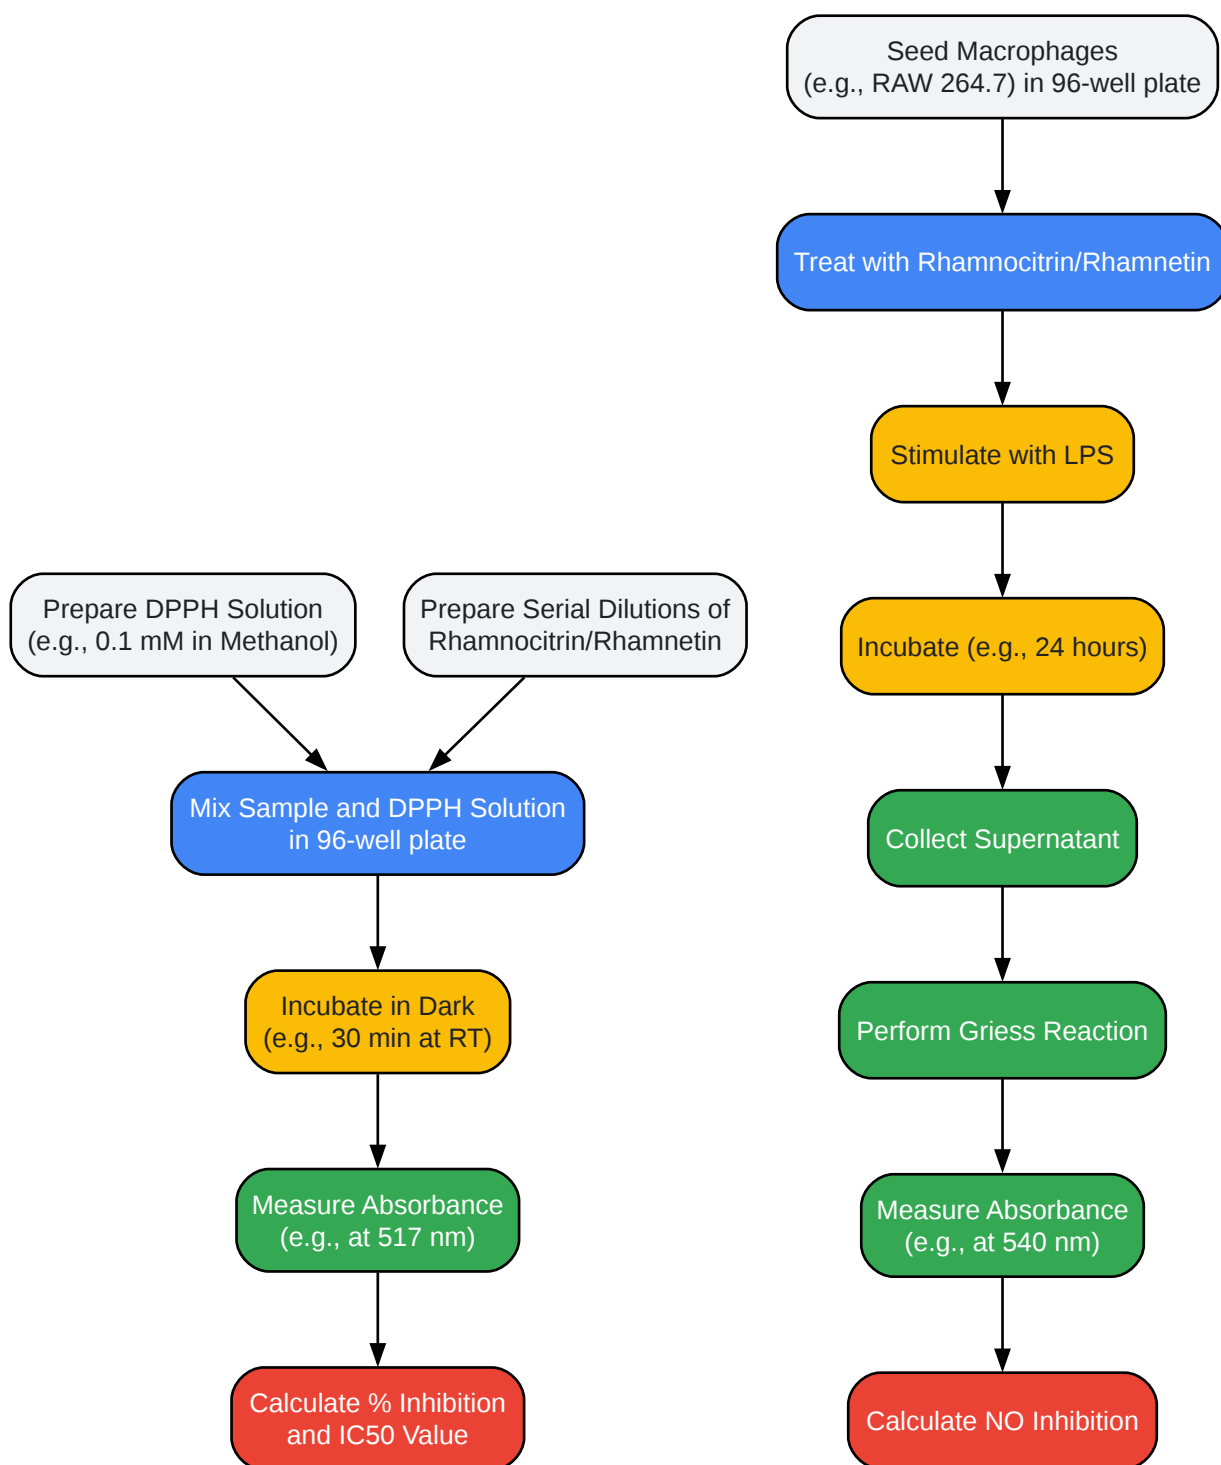 Prepare DPPH Solution
(e.g., 0.1 mM in Methanol)
Prepare Serial Dilutions of
Rhamnocitrin/Rhamnetin
Mix Sample and DPPH Solution
in 96-well plate
Incubate in Dark
(e.g., 30 min at RT)
Measure Absorbance
(e.g., at 517 nm)
Calculate % Inhibition
and IC50 Value
Seed Macrophages
(e.g., RAW 264.7) in 96-well plate
Treat with Rhamnocitrin/Rhamnetin
Stimulate with LPS
Incubate (e.g., 24 hours)
Collect Supernatant
Perform Griess Reaction
Measure Absorbance
(e.g., at 540 nm)
Calculate NO Inhibition